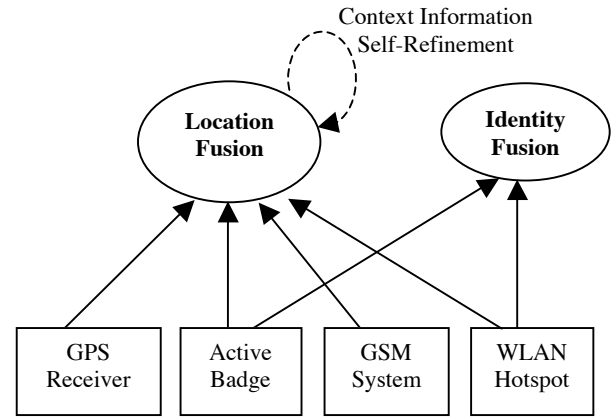 Context Information
Self-Refinement
Location
Fusion
Identity
Fusion
GPS
Receiver
Active
Badge
GSM
System
WLAN
Hotspot